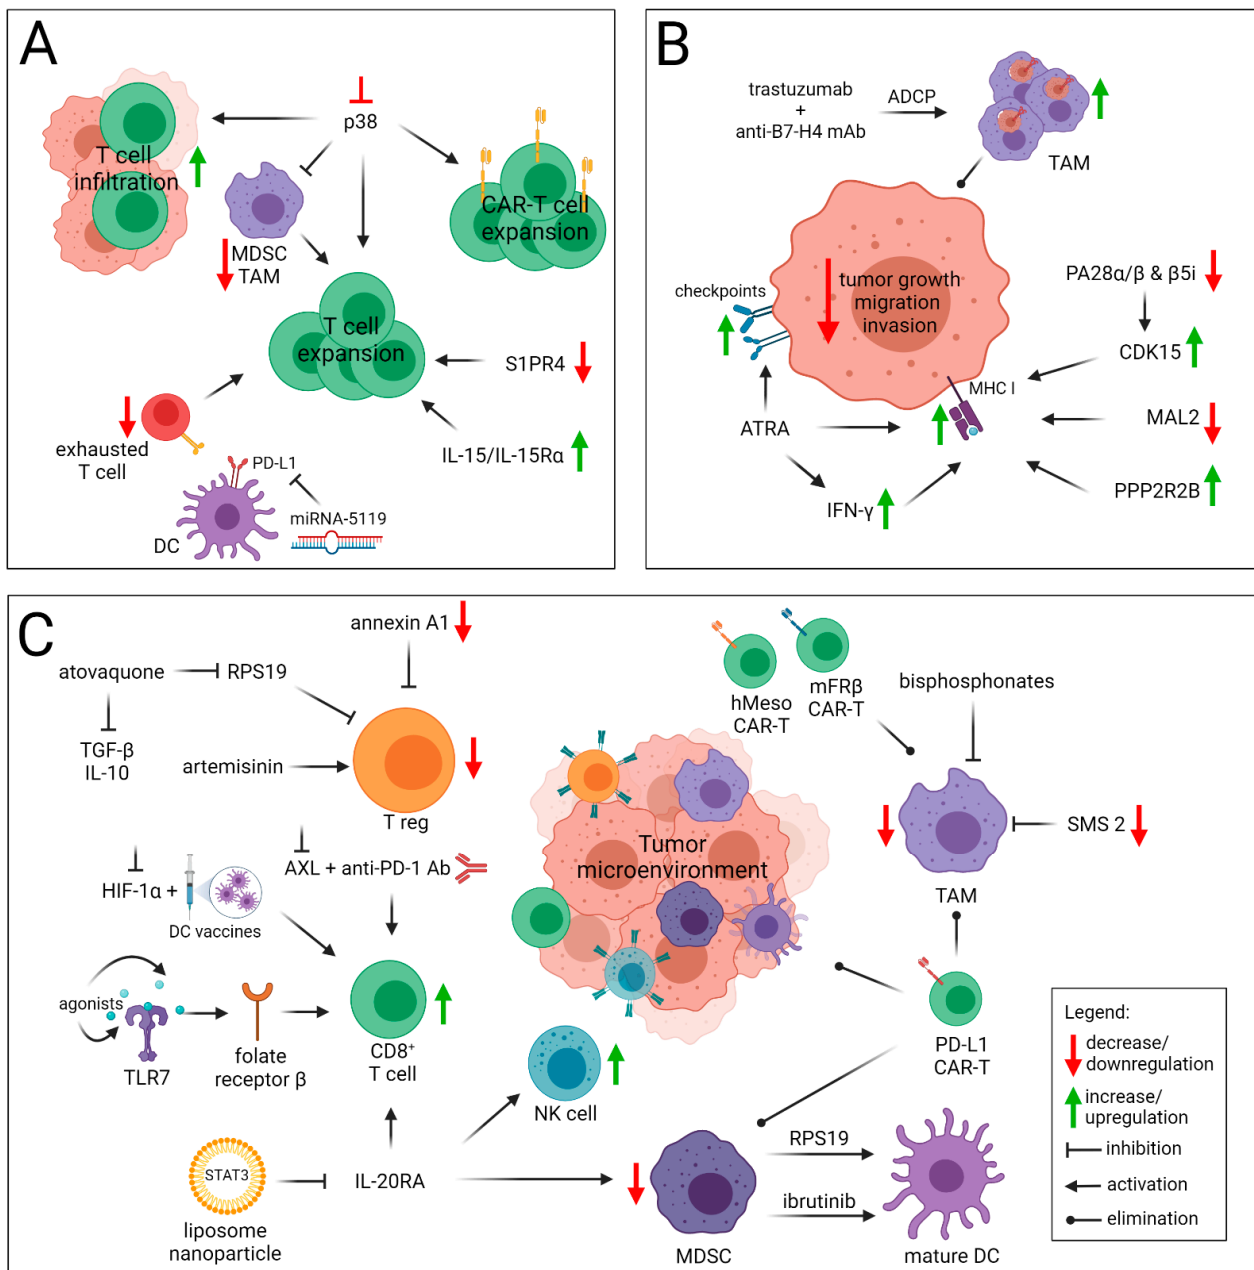 A
p38
T cell
infiltration
MDSC
TAM
CAR-T cell
expansion
T cell
expansion
S1PR4
IL-15/IL-15Rα
exhausted
T cell
PD-L1
miRNA-5119
DC
B
trastuzumab
+
anti-B7-H4 mAb
ADCP
TAM
checkpoints
tumor growth
migration
invasion
PA28α/β & β5i
CDK15
MHC I
MAL2
ATRA
IFN-γ
PPP2R2B
C
annexin A1
atovaquone
RPS19
TGF-β
IL-10
artemisinin
T reg
AXL + anti-PD-1 Ab
HIF-1α +
DC vaccines
agonists
TLR7
folate
receptor β
CD8⁺
T cell
STAT3
liposome
nanoparticle
IL-20RA
NK cell
hMeso
CAR-T
mFRβ
CAR-T
bisphosphonates
Tumor
microenvironment
SMS 2
TAM
PD-L1
CAR-T
MDSC
RPS19
ibrutinib
mature DC
Legend:
decrease/
downregulation
increase/
upregulation
inhibition
activation
elimination